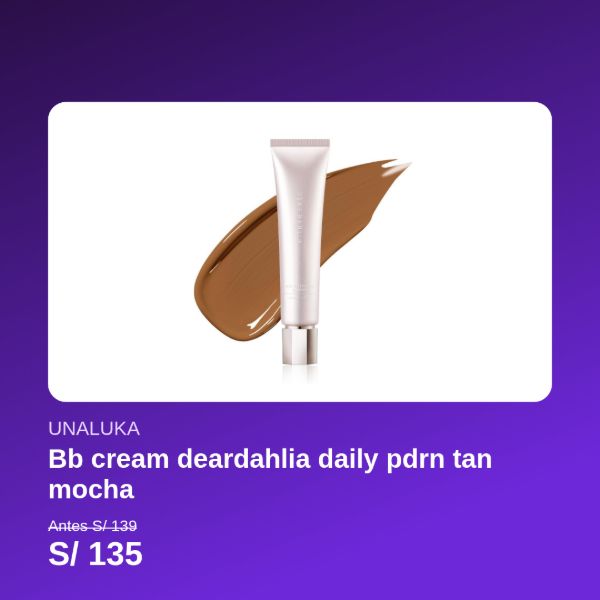 UNALUKA
Bb cream deardahlia daily pdrn tan
mocha
Antes S/ 139
S/ 135